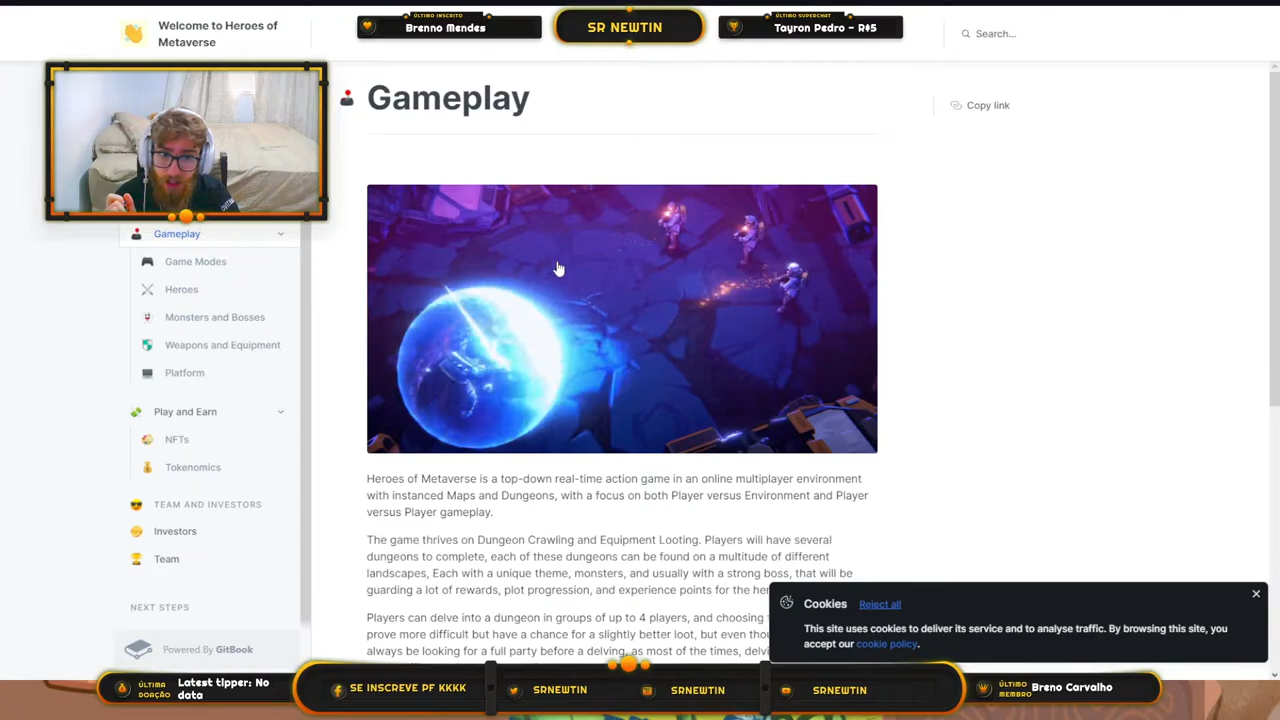 Welcome to Heroes of
Metaverse
ÚLTIMO INSCRITO
Brenno Mendes
SR NEWTIN
ÚLTIMO SUPERCHAT
Tayron Pedro - R$5
Search...
Gameplay
Copy link
Gameplay
Game Modes
Heroes
Monsters and Bosses
Weapons and Equipment
Platform
Play and Earn
NFTs
Tokenomics
TEAM AND INVESTORS
Investors
Team
NEXT STEPS
Powered By GitBook
Heroes of Metaverse is a top-down real-time action game in an online multiplayer environment
with instanced Maps and Dungeons, with a focus on both Player versus Environment and Player
versus Player gameplay.
The game thrives on Dungeon Crawling and Equipment Looting. Players will have several
dungeons to complete, each of these dungeons can be found on a multitude of different
landscapes, Each with a unique theme, monsters, and usually with a strong boss, that will be
guarding a lot of rewards, plot progression, and experience points for the
Players can delve into a dungeon in groups of up to 4 players, and choosing
prove more difficult but have a chance for a slightly better loot, but even
always be looking for a full party before a delving, as most of the times,
Cookies Reject all
This site uses cookies to deliver its service and to analyse traffic. By browsing this site, you
accept our cookie policy.
ÚLTIMA
DOAÇÃO
Latest tipper: No
data
SE INSCREVE PF KKKK
SRNEWTIN
SRNEWTIN
SRNEWTIN
ÚLTIMO
MEMBRO
Breno Carvalho